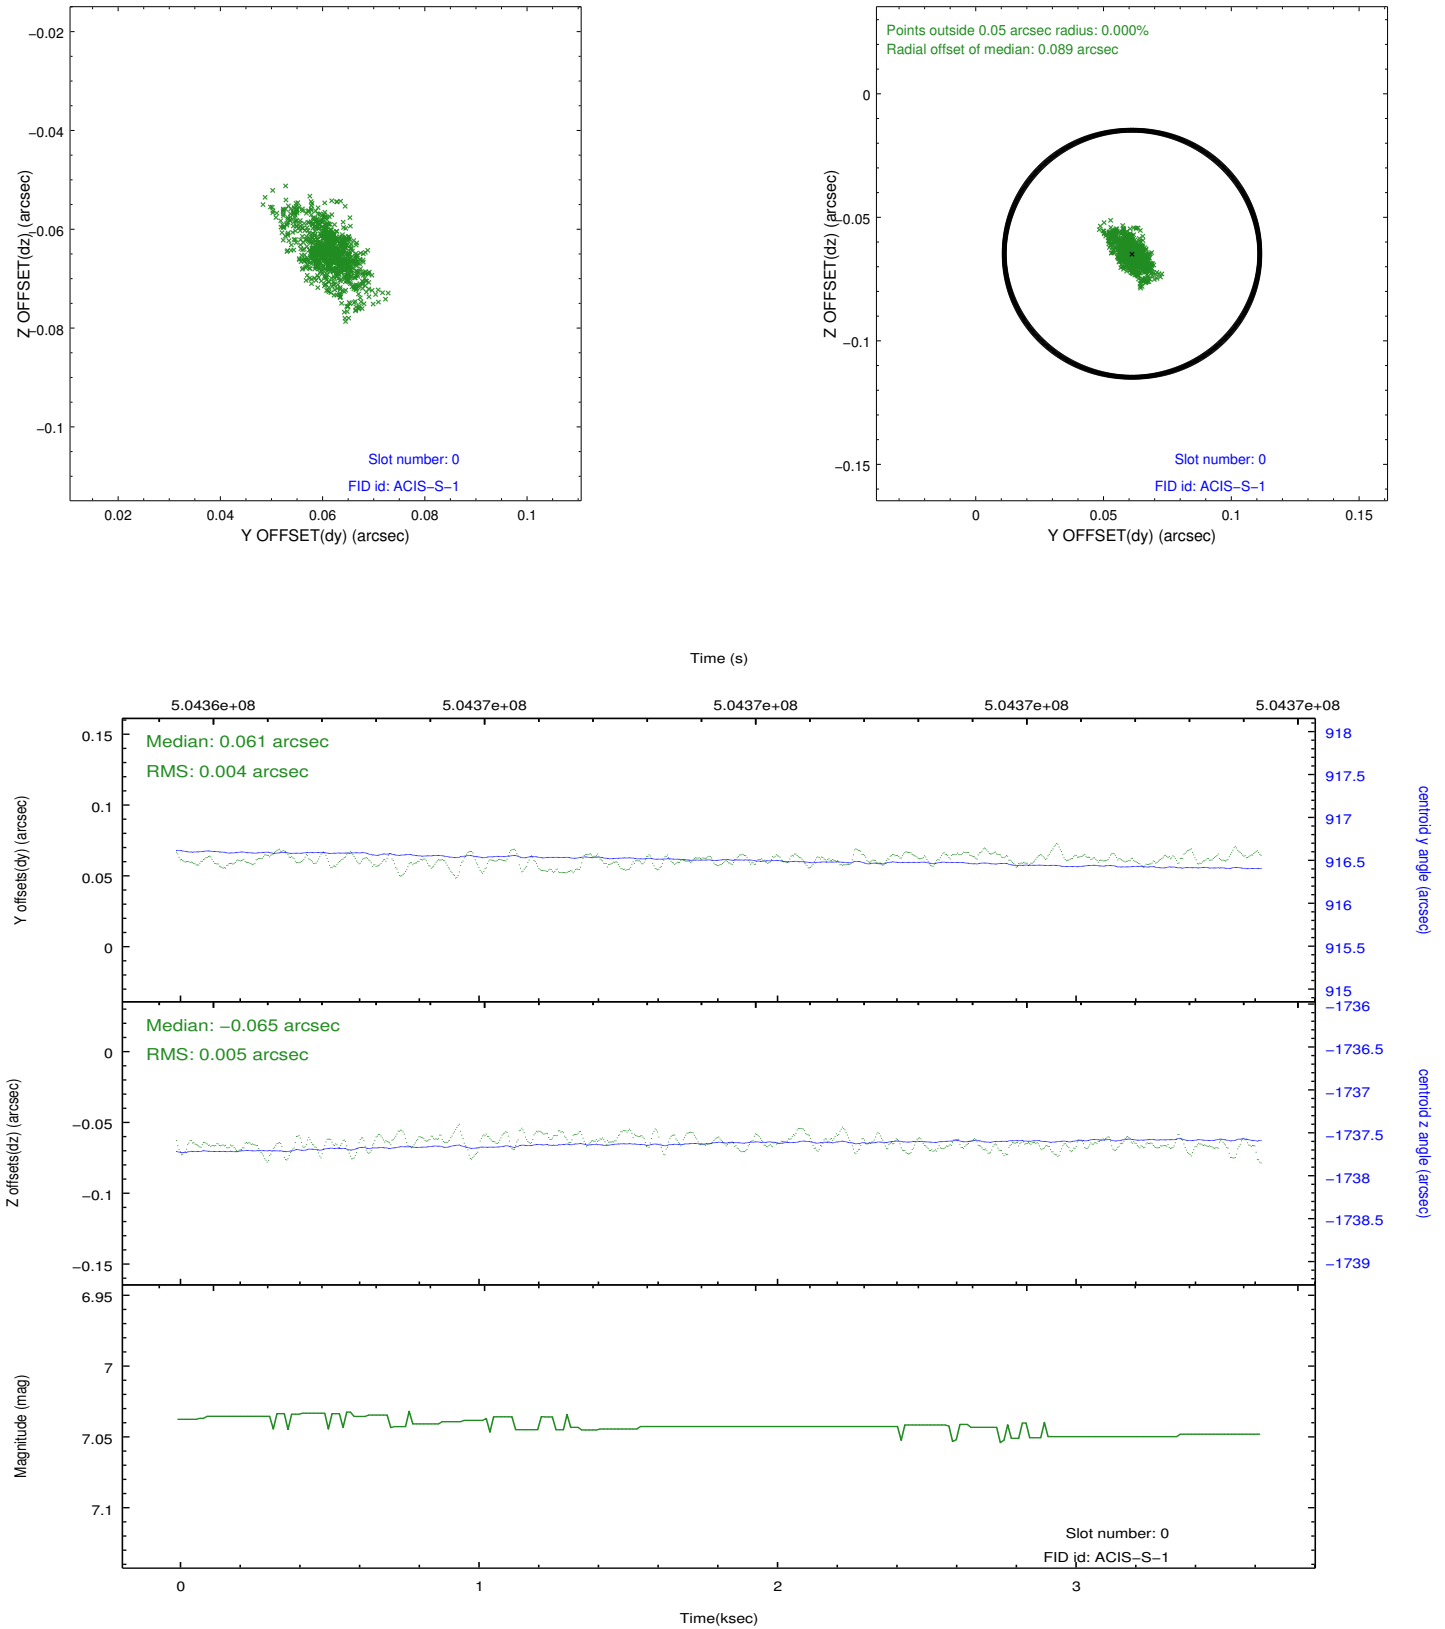 −0.02
−0.04
−0.06
−0.08
−0.1
Z OFFSET(dz) (arcsec)
Slot number: 0
FID id: ACIS−S−1
0.02 0.04 0.06 0.08 0.1
Y OFFSET(dy) (arcsec)
Points outside 0.05 arcsec radius: 0.000%
Radial offset of median: 0.089 arcsec
0
−0.05
−0.1
−0.15
Z OFFSET(dz) (arcsec)
Slot number: 0
FID id: ACIS−S−1
0 0.05 0.1 0.15
Y OFFSET(dy) (arcsec)
Time (s)
5.0436e+08 5.0437e+08 5.0437e+08 5.0437e+08 5.0437e+08
Median: 0.061 arcsec
RMS: 0.004 arcsec
0.15
0.1
0.05
0
Y offsets(dy) (arcsec)
918
917.5
917
916.5
916
915.5
915
centroid y angle (arcsec)
Median: −0.065 arcsec
RMS: 0.005 arcsec
0
−0.05
−0.1
−0.15
Z offsets(dz) (arcsec)
−1736
−1736.5
−1737
−1737.5
−1738
−1738.5
−1739
centroid z angle (arcsec)
6.95
7
7.05
7.1
Magnitude (mag)
Slot number: 0
FID id: ACIS−S−1
0 1 2 3
Time(ksec)